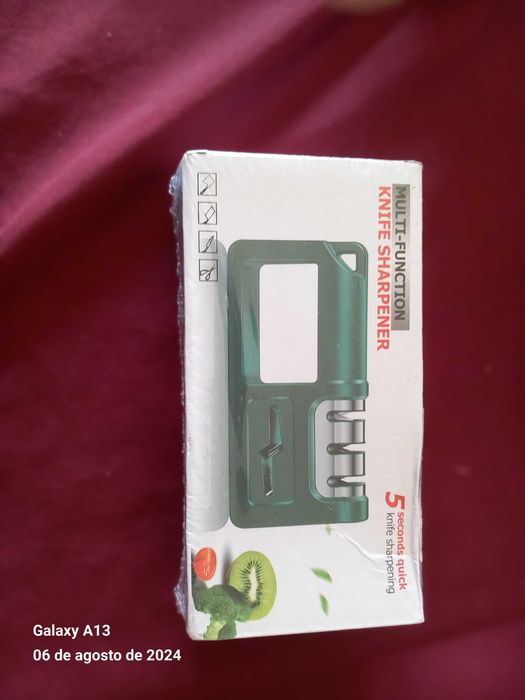 MULTI-FUNCTION
KNIFE SHARPENER
5 seconds quick
knife sharpening
Galaxy A13
06 de agosto de 2024